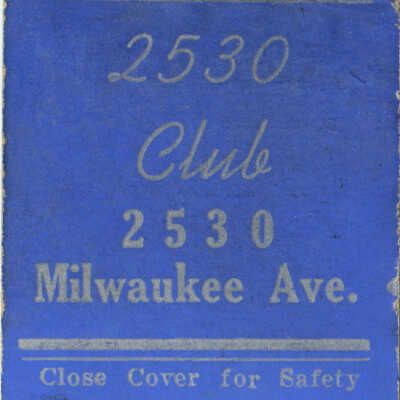 2530
Club
2530
Milwaukee Ave.
Close Cover for Safety